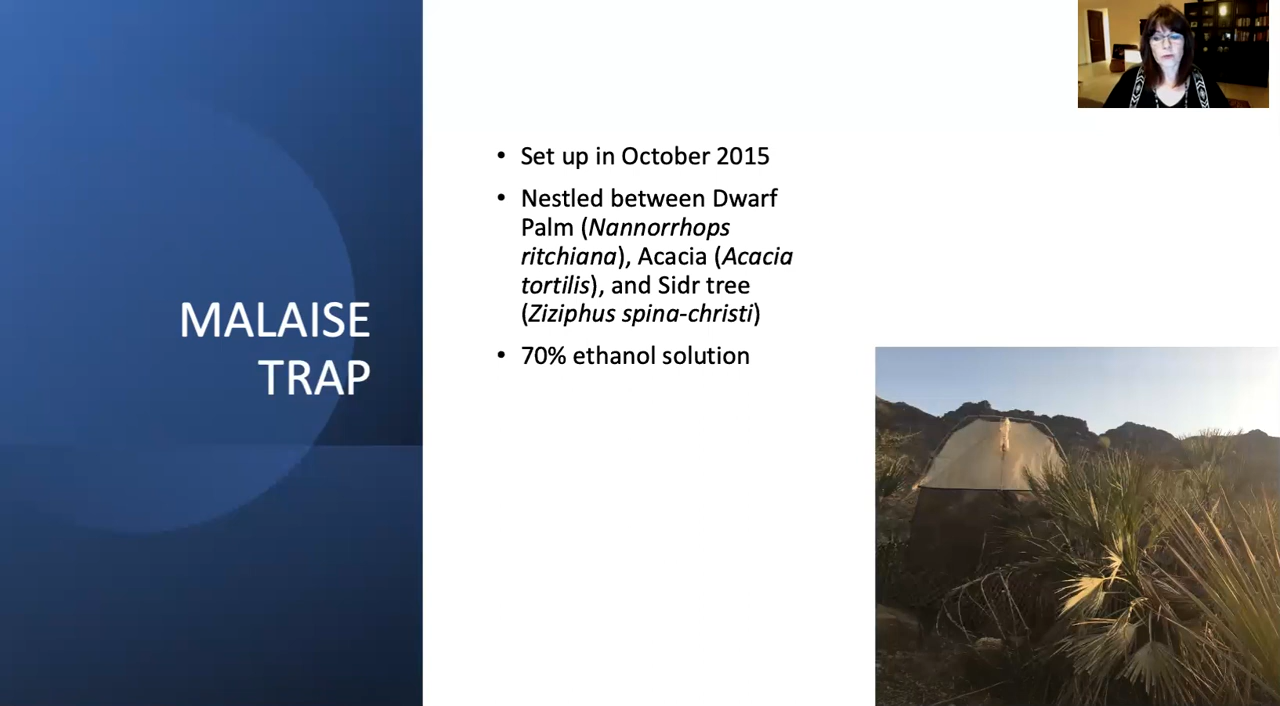 MALAISE
TRAP
• Set up in October 2015
• Nestled between Dwarf
Palm (Nannorrhops
ritchiana), Acacia (Acacia
tortilis), and Sidr tree
(Ziziphus spina-christi)
• 70% ethanol solution